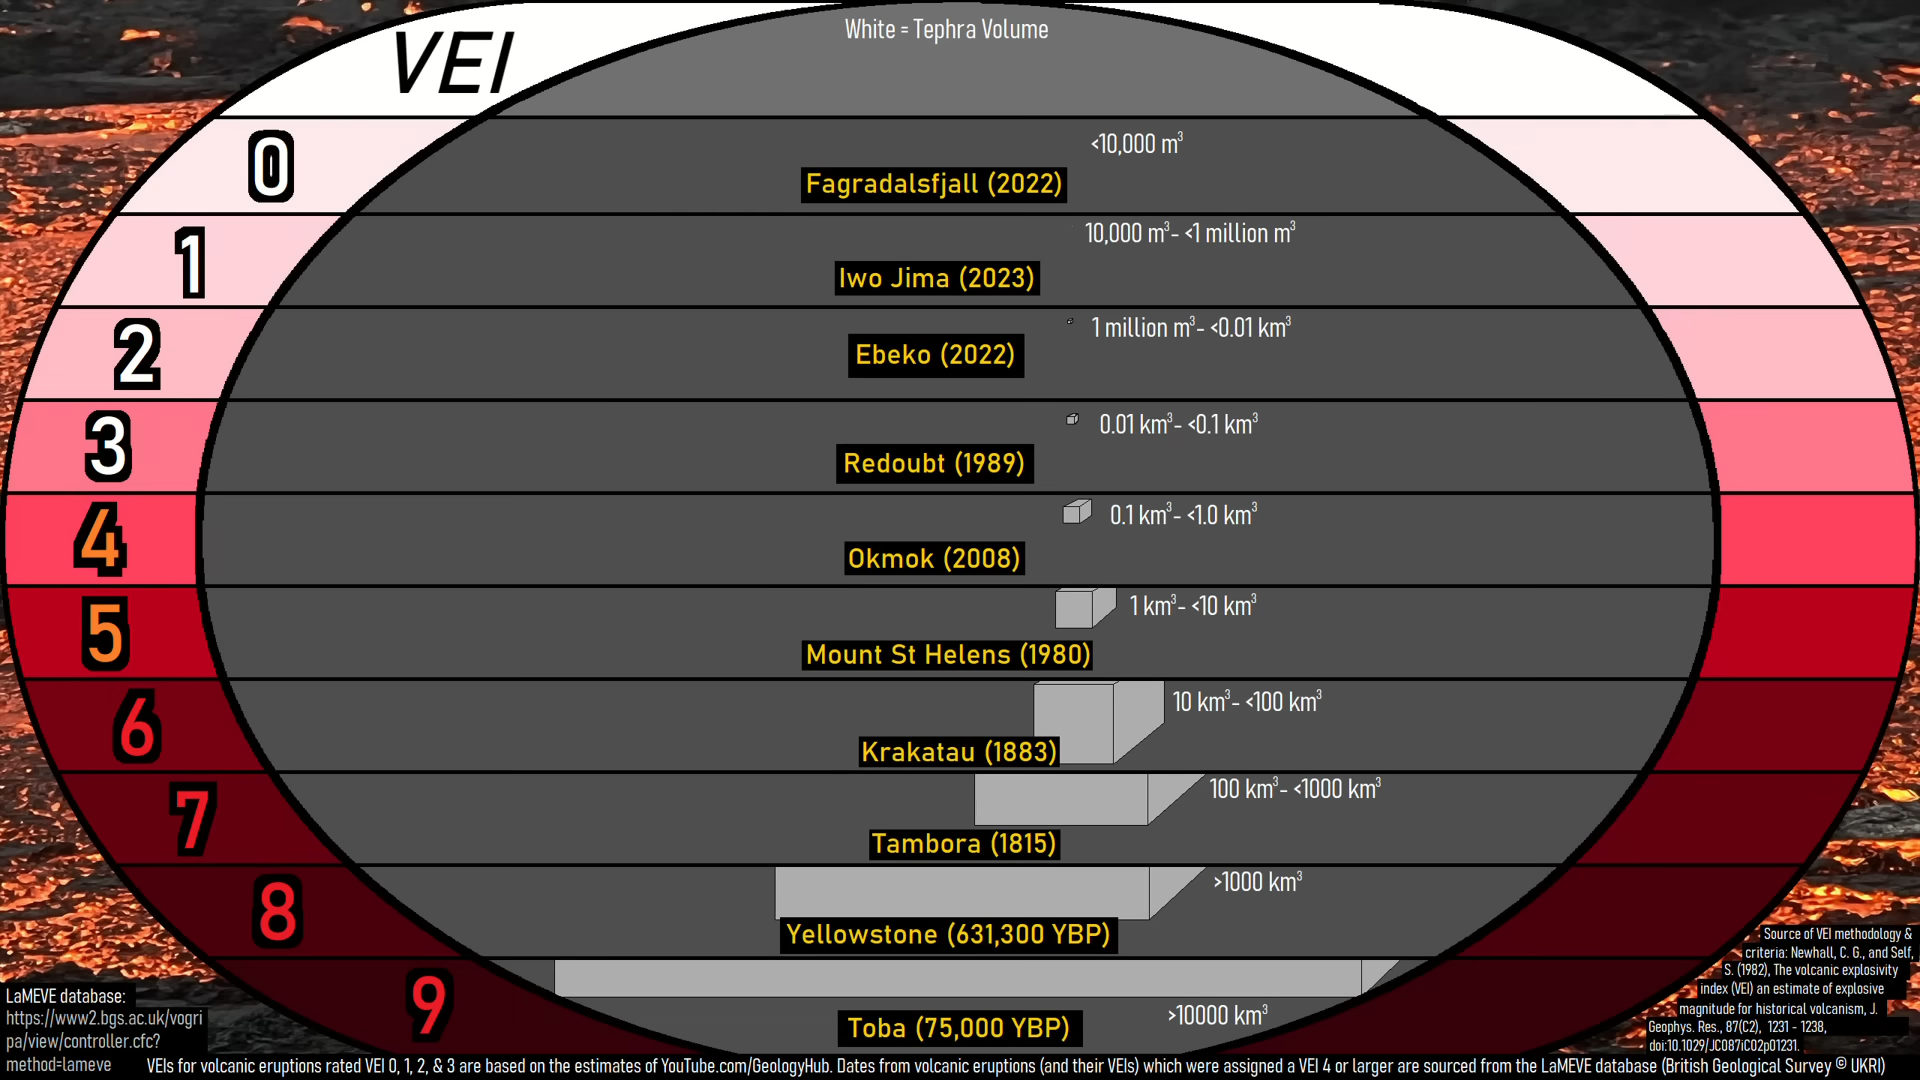 White = Tephra Volume
VEI
0
<10,000 m³
Fagradalsfjall (2022)
1
10,000 m³- <1 million m³
Iwo Jima (2023)
2
1 million m³- <0.01 km³
Ebeko (2022)
3
0.01 km³- <0.1 km³
Redoubt (1989)
4
0.1 km³- <1.0 km³
Okmok (2008)
5
1 km³- <10 km³
Mount St Helens (1980)
6
10 km³- <100 km³
Krakatau (1883)
7
100 km³- <1000 km³
Tambora (1815)
8
>1000 km³
Yellowstone (631,300 YBP)
9
>10000 km³
Toba (75,000 YBP)
LaMEVE database:
https://www2.bgs.ac.uk/vogri
pa/view/controller.cfc?
method=lameve
Source of VEI methodology &
criteria: Newhall, C. G., and Self,
S. (1982), The volcanic explosivity
index (VEI) an estimate of explosive
magnitude for historical volcanism, J.
Geophys. Res., 87(C2), 1231 - 1238,
doi:10.1029/JC087iC02p01231.
VEIs for volcanic eruptions rated VEI 0, 1, 2, & 3 are based on the estimates of YouTube.com/GeologyHub. Dates from volcanic eruptions (and their VEIs) which were assigned a VEI 4 or larger are sourced from the LaMEVE database (British Geological Survey © UKRI)